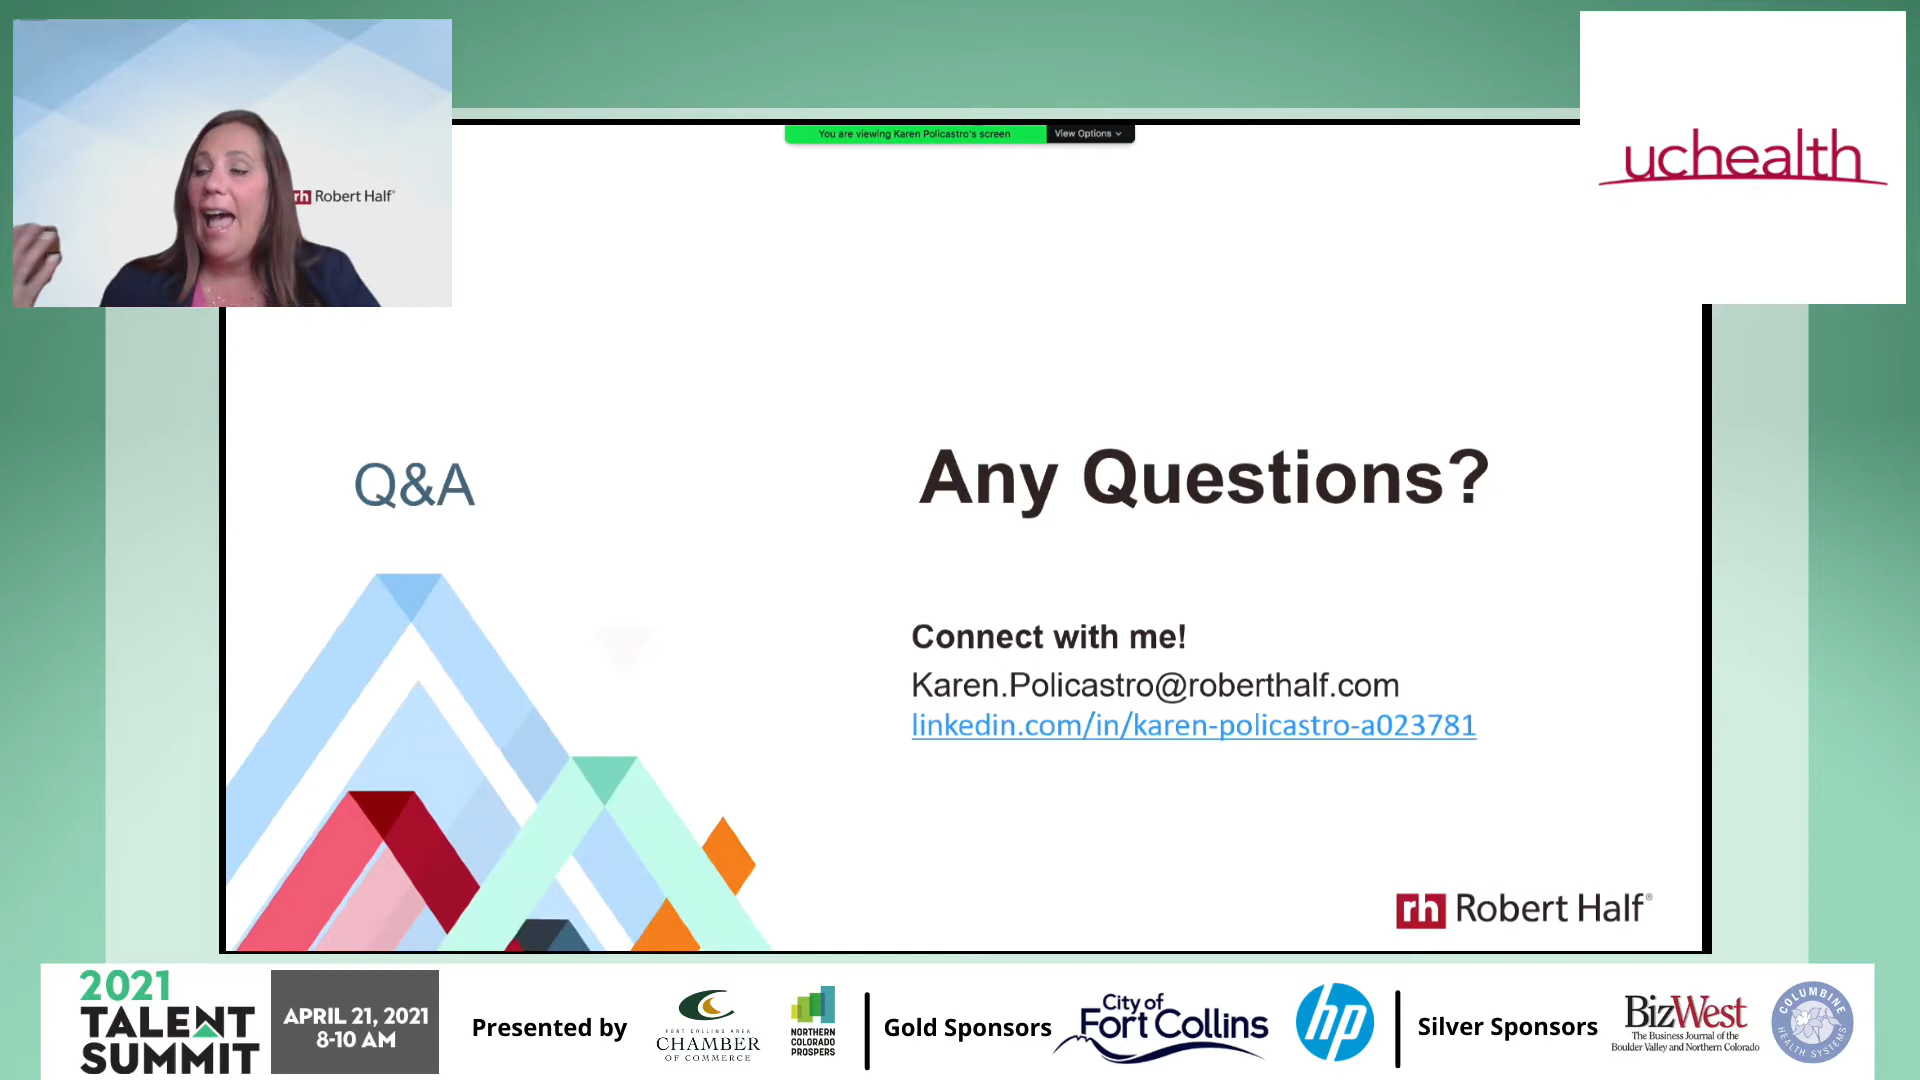 You are viewing Karen Policastro's screen
View Options
rh Robert Half®
uchealth
Q&A
Any Questions?
Connect with me!
Karen.Policastro@roberthalf.com
linkedin.com/in/karen-policastro-a023781
rh Robert Half®
2021
TALENT
SUMMIT
APRIL 21, 2021
8-10 AM
Presented by
FORT COLLINS AREA
CHAMBER
OF COMMERCE
NORTHERN
COLORADO
PROSPERS
Gold Sponsors
City of
Fort Collins
hp
Silver Sponsors
BizWest
The Business Journal of the
Boulder Valley and Northern Colorado
COLUMBINE
HEALTH SYSTEMS